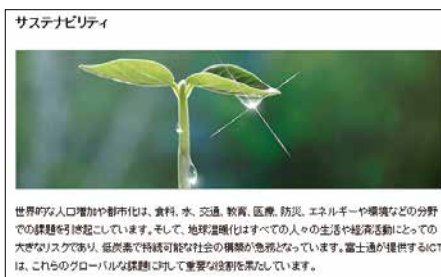 サステナビリティ
世界的な人口増加や都市化は、食料、水、交通、教育、医療、防災、エネルギーや環境などの分野
での課題を引き起こしています。そして、地球温暖化はすべての人々の生活や経済活動にとっての
大きなリスクであり、低炭素で持続可能な社会の構築が急務となっています。富士通が提供するICT
は、これらのグローバルな課題に対して重要な役割を果たしています。